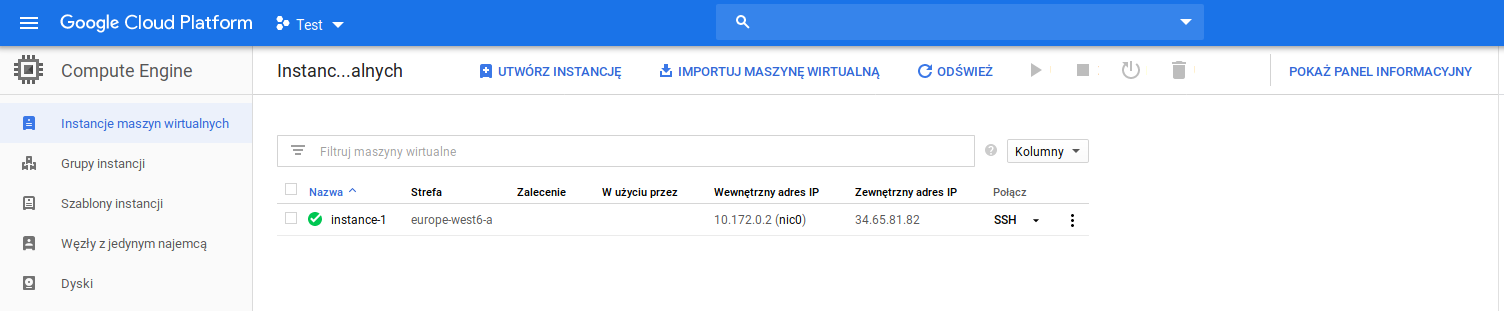 Google Cloud Platform Test
Compute Engine
Instanc...alnych UTWÓRZ INSTANCJĘ IMPORTUJ MASZYNĘ WIRTUALNĄ ODŚWIEŻ POKAŻ PANEL INFORMACYJNY
Instancje maszyn wirtualnych
Grupy instancji
Szablony instancji
Węzły z jedynym najemcą
Dyski
Filtruj maszyny wirtualne Kolumny
Nazwa Strefa Zalecenie W użyciu przez Wewnętrzny adres IP Zewnętrzny adres IP Połącz
instance-1 europe-west6-a 10.172.0.2 (nic0) 34.65.81.82 SSH